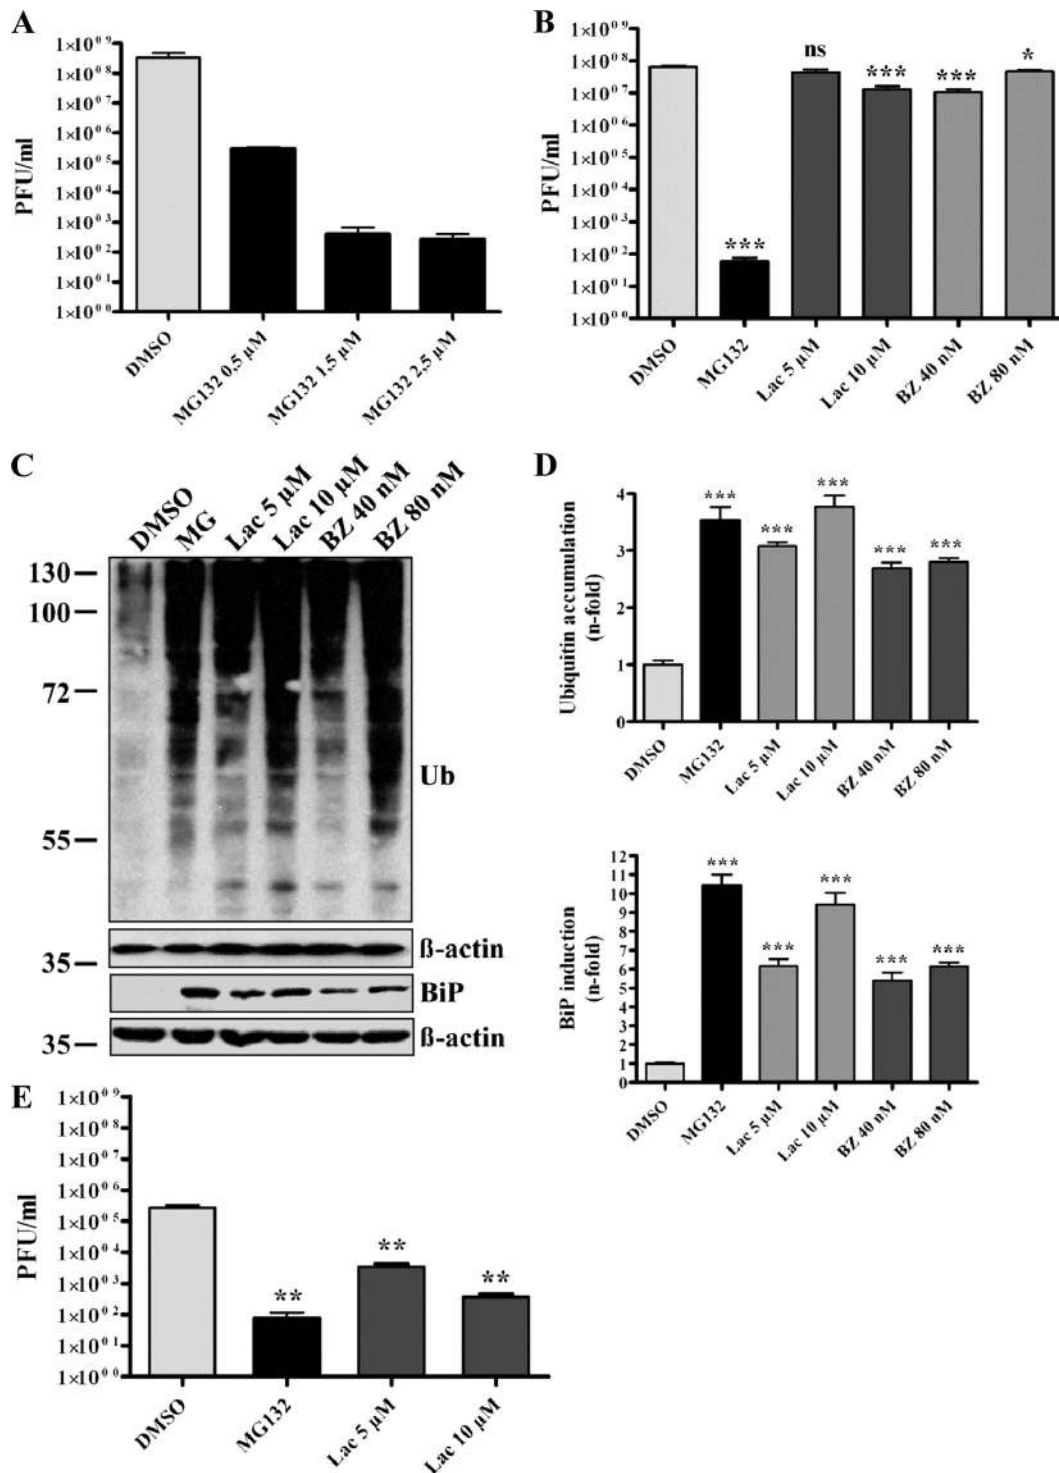 A
1×10⁰⁹
1×10⁰⁸
1×10⁰⁷
1×10⁰⁶
1×10⁰⁵
1×10⁰⁴
1×10⁰³
1×10⁰²
1×10⁰¹
1×10⁰⁰
PFU/ml
DMSO
MG132 0,5 µM
MG132 1,5 µM
MG132 2,5 µM
B
1×10⁰⁹
1×10⁰⁸
1×10⁰⁷
1×10⁰⁶
1×10⁰⁵
1×10⁰⁴
1×10⁰³
1×10⁰²
1×10⁰¹
1×10⁰⁰
PFU/ml
***
ns
***
***
*
DMSO
MG132
Lac 5 µM
Lac 10 µM
BZ 40 nM
BZ 80 nM
C
DMSO
MG
Lac 5 µM
Lac 10 µM
BZ 40 nM
BZ 80 nM
130
100
72
55
Ub
35
ß-actin
BiP
35
ß-actin
D
4
3
2
1
0
Ubiquitin accumulation
(n-fold)
***
***
***
***
***
DMSO
MG132
Lac 5 µM
Lac 10 µM
BZ 40 nM
BZ 80 nM
12
11
10
9
8
7
6
5
4
3
2
1
0
BiP induction
(n-fold)
***
***
***
***
***
DMSO
MG132
Lac 5 µM
Lac 10 µM
BZ 40 nM
BZ 80 nM
E
1×10⁰⁹
1×10⁰⁸
1×10⁰⁷
1×10⁰⁶
1×10⁰⁵
1×10⁰⁴
1×10⁰³
1×10⁰²
1×10⁰¹
1×10⁰⁰
PFU/ml
**
**
**
DMSO
MG132
Lac 5 µM
Lac 10 µM